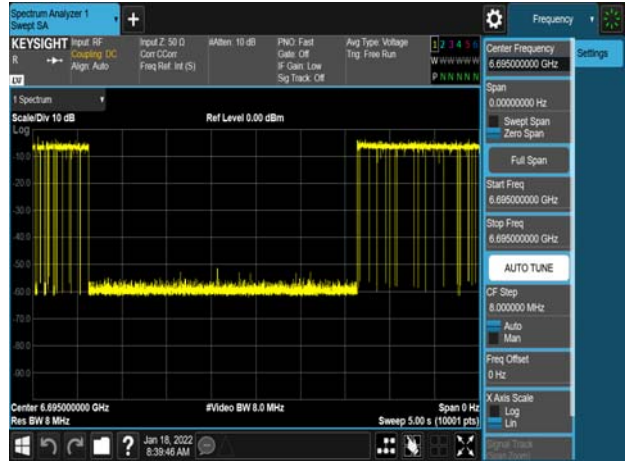 Spectrum Analyzer 1
Swept SA
+
Frequency
KEYSIGHT
R
LV
Input: RF
Coupling: DC
Align: Auto
Input Z: 50 Ω
Corr CCorr
Freq Ref: Int (S)
#Atten: 10 dB
PNO: Fast
Gate: Off
IF Gain: Low
Sig Track: Off
Avg Type: Voltage
Trig: Free Run
1 2 3 4 5 6
W W W W W W
P N N N N N
1 Spectrum
Scale/Div 10 dB
Ref Level 0.00 dBm
Log
-10.0
-20.0
-30.0
-40.0
-50.0
-60.0
-70.0
-80.0
-90.0
Center 6.695000000 GHz
#Video BW 8.0 MHz
Span 0 Hz
Res BW 8 MHz
Sweep 5.00 s (10001 pts)
Jan 18, 2022
8:39:46 AM
?
Center Frequency
6.695000000 GHz
Settings
Span
0.00000000 Hz
Swept Span
Zero Span
Full Span
Start Freq
6.695000000 GHz
Stop Freq
6.695000000 GHz
AUTO TUNE
CF Step
8.000000 MHz
Auto
Man
Freq Offset
0 Hz
X Axis Scale
Log
Lin
Signal Track
(Span Zoom)